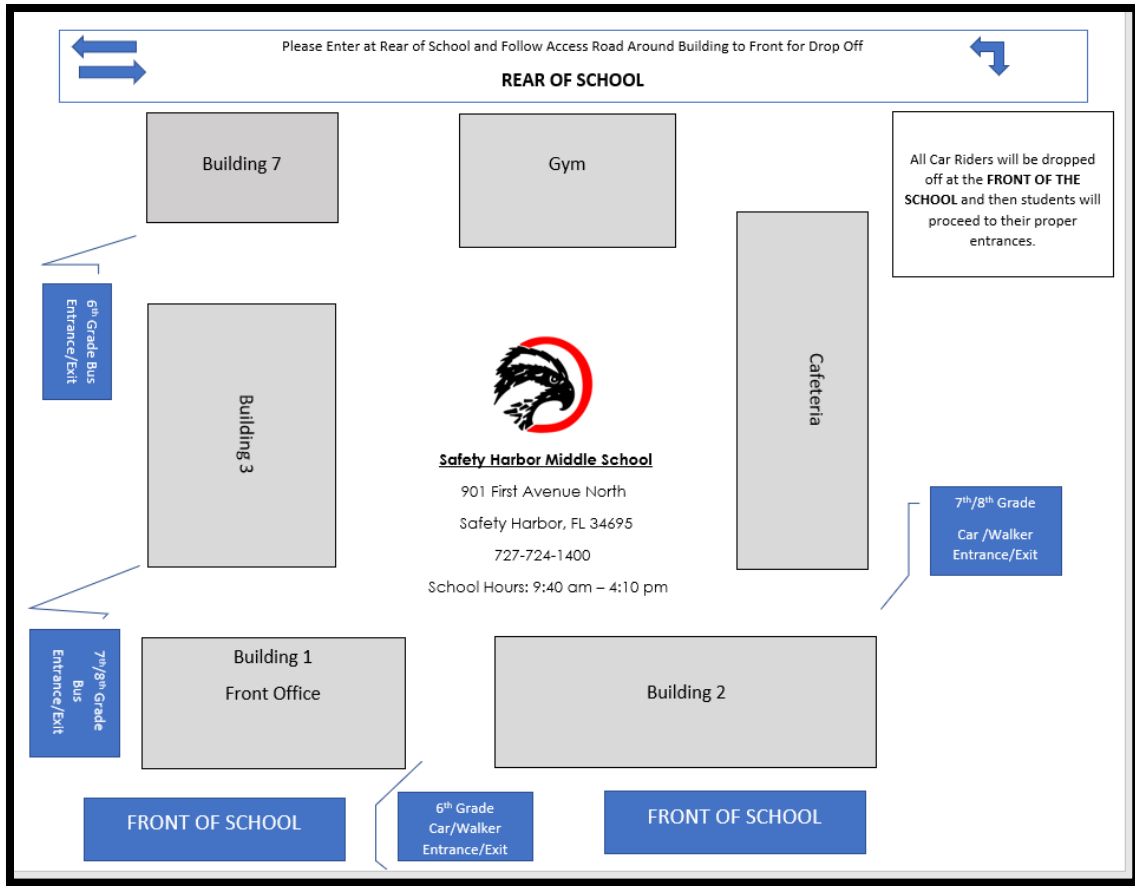 Please Enter at Rear of School and Follow Access Road Around Building to Front for Drop Off
REAR OF SCHOOL
Building 7
Gym
All Car Riders will be dropped
off at the FRONT OF THE
SCHOOL and then students will
proceed to their proper
entrances.
6th Grade Bus
Entrance/Exit
Building 3
Cafeteria
Safety Harbor Middle School
901 First Avenue North
Safety Harbor, FL 34695
727-724-1400
School Hours: 9:40 am – 4:10 pm
7th/8th Grade
Car /Walker
Entrance/Exit
7th/8th Grade
Bus
Entrance/Exit
Building 1
Front Office
Building 2
FRONT OF SCHOOL
6th Grade
Car/Walker
Entrance/Exit
FRONT OF SCHOOL